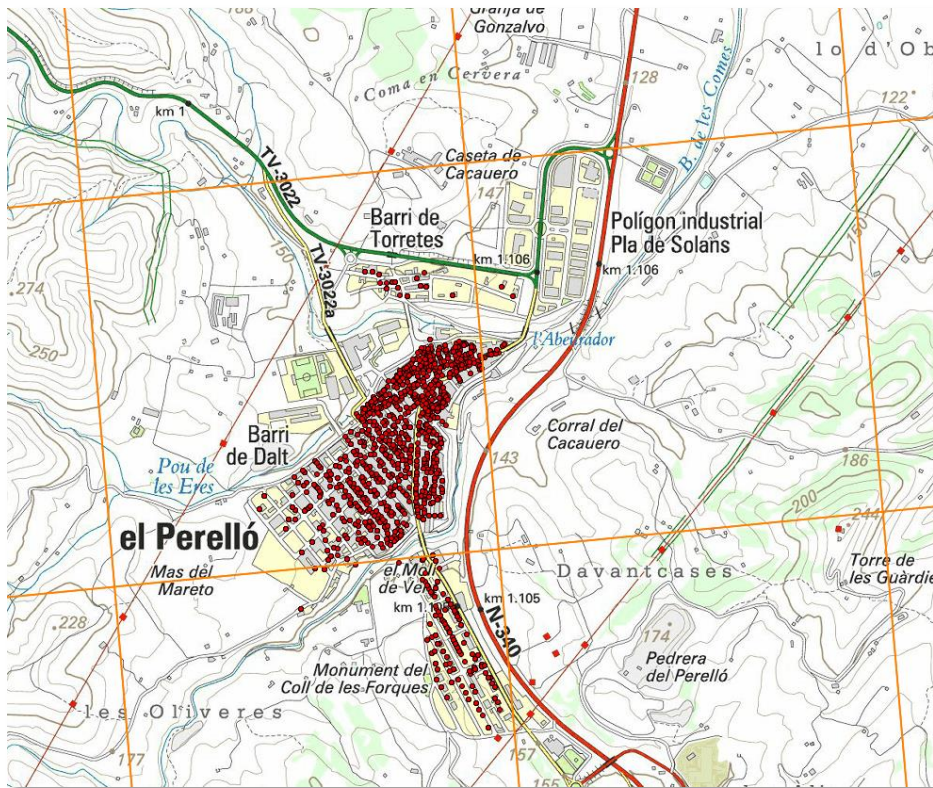 Granja de
Gonzalvo
lo d'Ob
128
122
B. de les Comes
Coma en Cervera
km 1
Caseta de
Cacauero
147
TV-3022
Barri de
Torretes
Polígon industrial
Pla de Solans
150
160
km 1.106
km 1.106
274
TV-3022a
250
l'Abeurador
Corral del
Cacauero
Barri
de Dalt
143
Pou de
les Eres
186
200
244
el Perelló
Mas del
Mareto
el Mol
de Ven
Davantcases
Torre de
les Guàrdie
km 1.105
km 1.105
N-340
228
174
Monument del
Coll de les Forques
Pedrera
del Perelló
les Oliveres
177
157
155